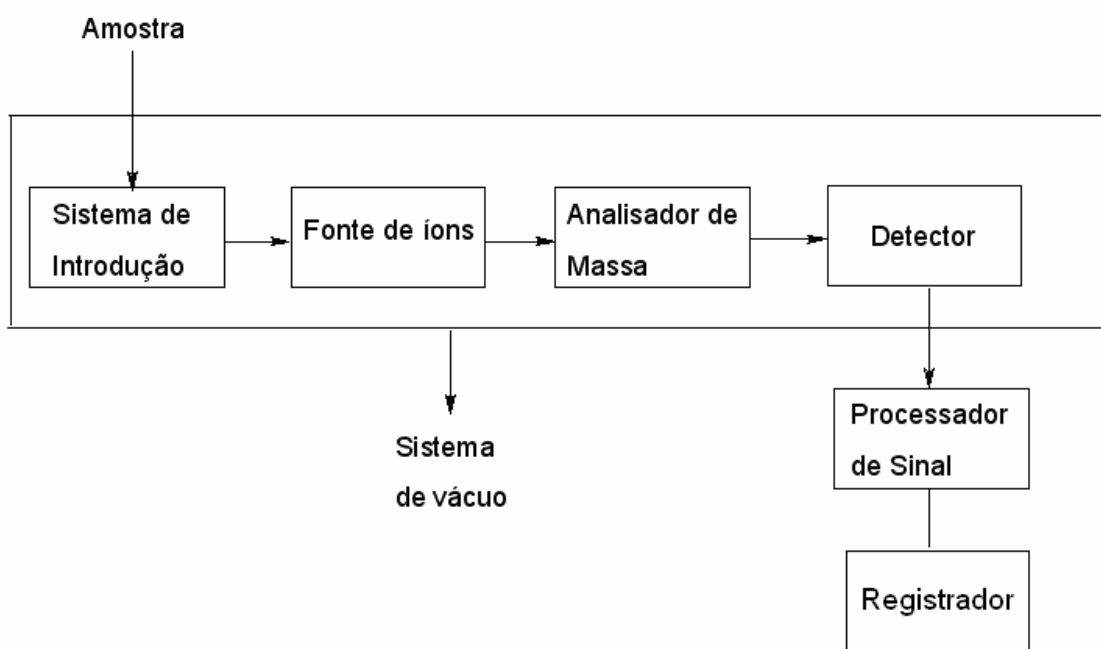 Amostra
Sistema de
Introdução
Fonte de íons
Analisador de
Massa
Detector
Sistema
de vácuo
Processador
de Sinal
Registrador